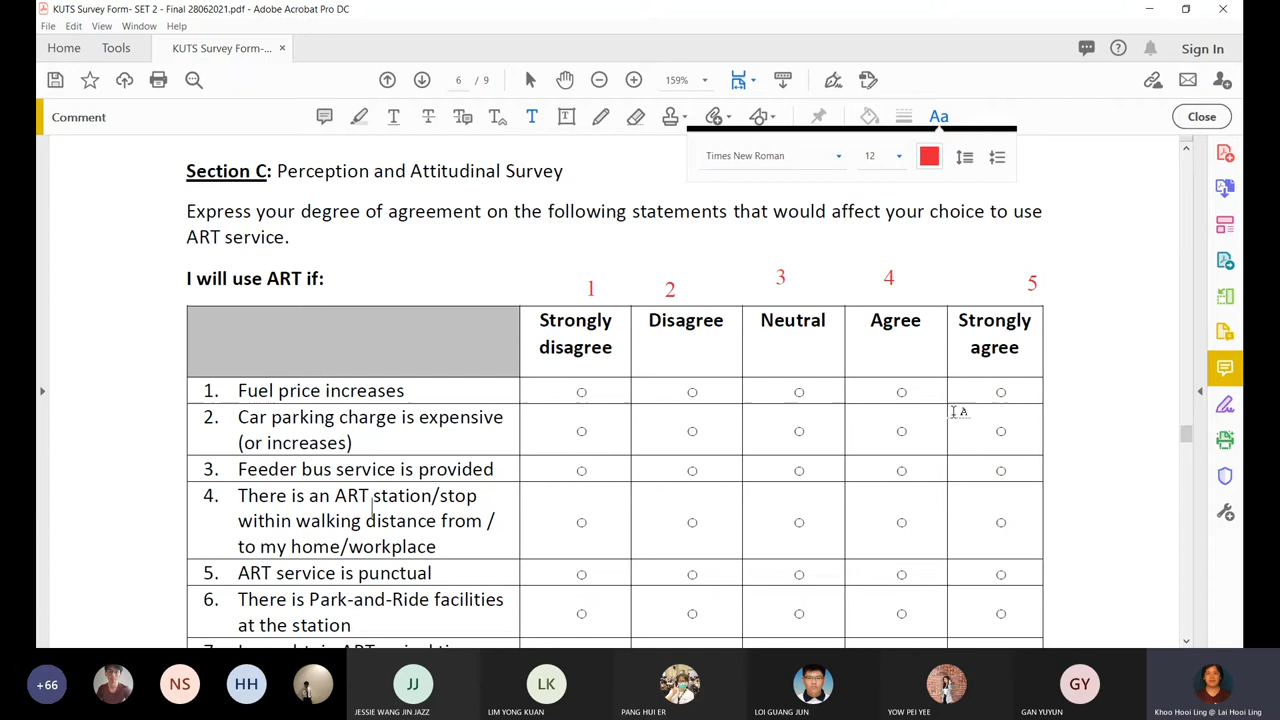 KUTS Survey Form- SET 2 - Final 28062021.pdf - Adobe Acrobat Pro DC
File Edit View Window Help
Home Tools KUTS Survey Form-... × Sign In
6 / 9 159%
Comment Close
Aa
Times New Roman 12
Section C: Perception and Attitudinal Survey
Express your degree of agreement on the following statements that would affect your choice to use
ART service.
I will use ART if:
1 2 3 4 5
Strongly disagree Disagree Neutral Agree Strongly agree
1. Fuel price increases
2. Car parking charge is expensive
(or increases)
3. Feeder bus service is provided
4. There is an ART station/stop
within walking distance from /
to my home/workplace
5. ART service is punctual
6. There is Park-and-Ride facilities
at the station
+66 NS HH JJ LK GY
JESSIE WANG JIN JAZZ LIM YONG KUAN PANG HUI ER LOI GUANG JUN YOW PEI YEE GAN YUYUN Khoo Hooi Ling @ Lai Hooi Ling